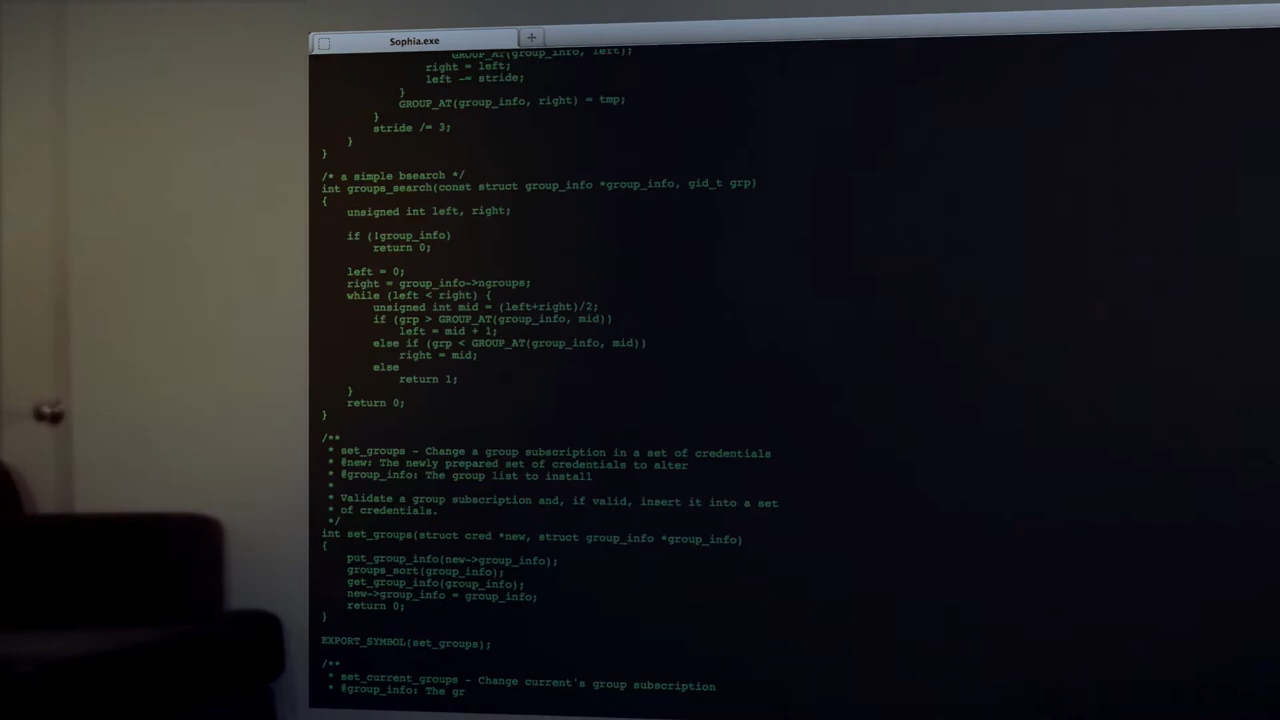 Sophia.exe
GROUP_AT(group_info, left);
right = left;
left -= stride;
}
GROUP_AT(group_info, right) = tmp;
}
stride /= 3;
}
}
/* a simple bsearch */
int groups_search(const struct group_info *group_info, gid_t grp)
{
unsigned int left, right;
if (!group_info)
return 0;
left = 0;
right = group_info->ngroups;
while (left < right) {
unsigned int mid = (left+right)/2;
if (grp > GROUP_AT(group_info, mid))
left = mid + 1;
else if (grp < GROUP_AT(group_info, mid))
right = mid;
else
return 1;
}
return 0;
}
/**
* set_groups - Change a group subscription in a set of credentials
* @new: The newly prepared set of credentials to alter
* @group_info: The group list to install
*
* Validate a group subscription and, if valid, insert it into a set
* of credentials.
*/
int set_groups(struct cred *new, struct group_info *group_info)
{
put_group_info(new->group_info);
groups_sort(group_info);
get_group_info(group_info);
new->group_info = group_info;
return 0;
}
EXPORT_SYMBOL(set_groups);
/**
* set_current_groups - Change current's group subscription
* @group_info: The gr